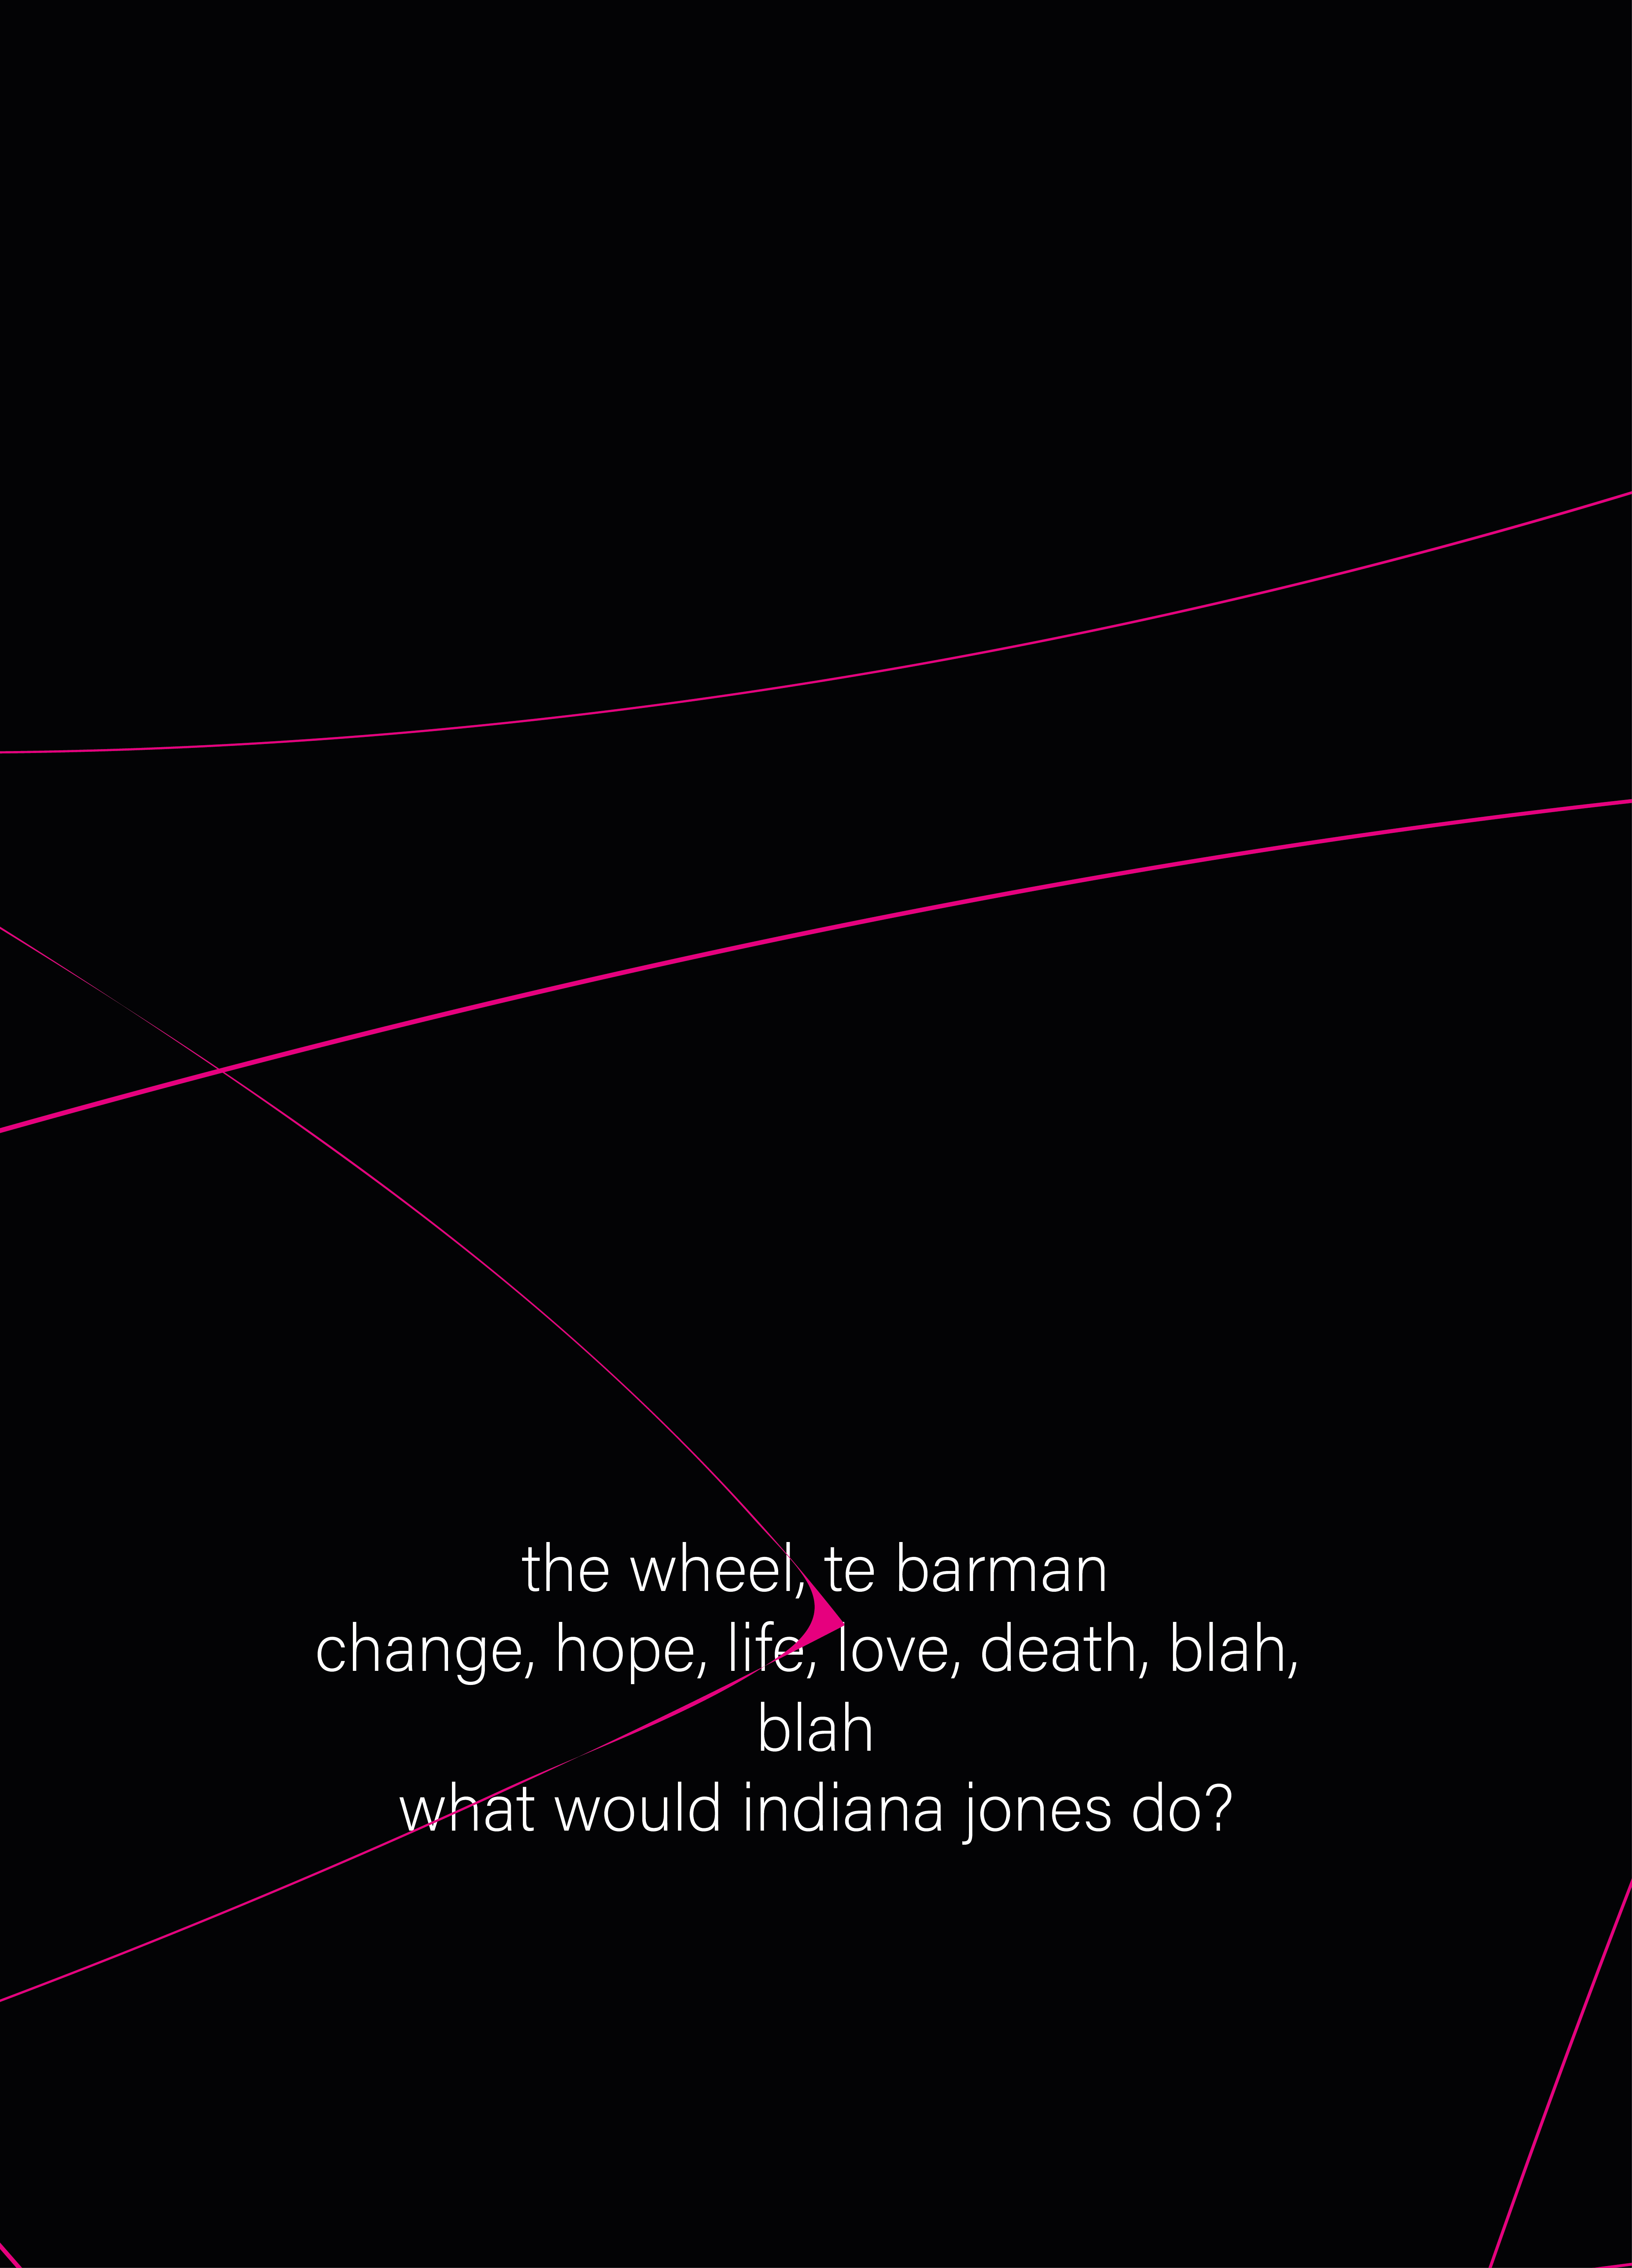 the wheel, te barman
change, hope, life, love, death, blah,
blah
what would indiana jones do?